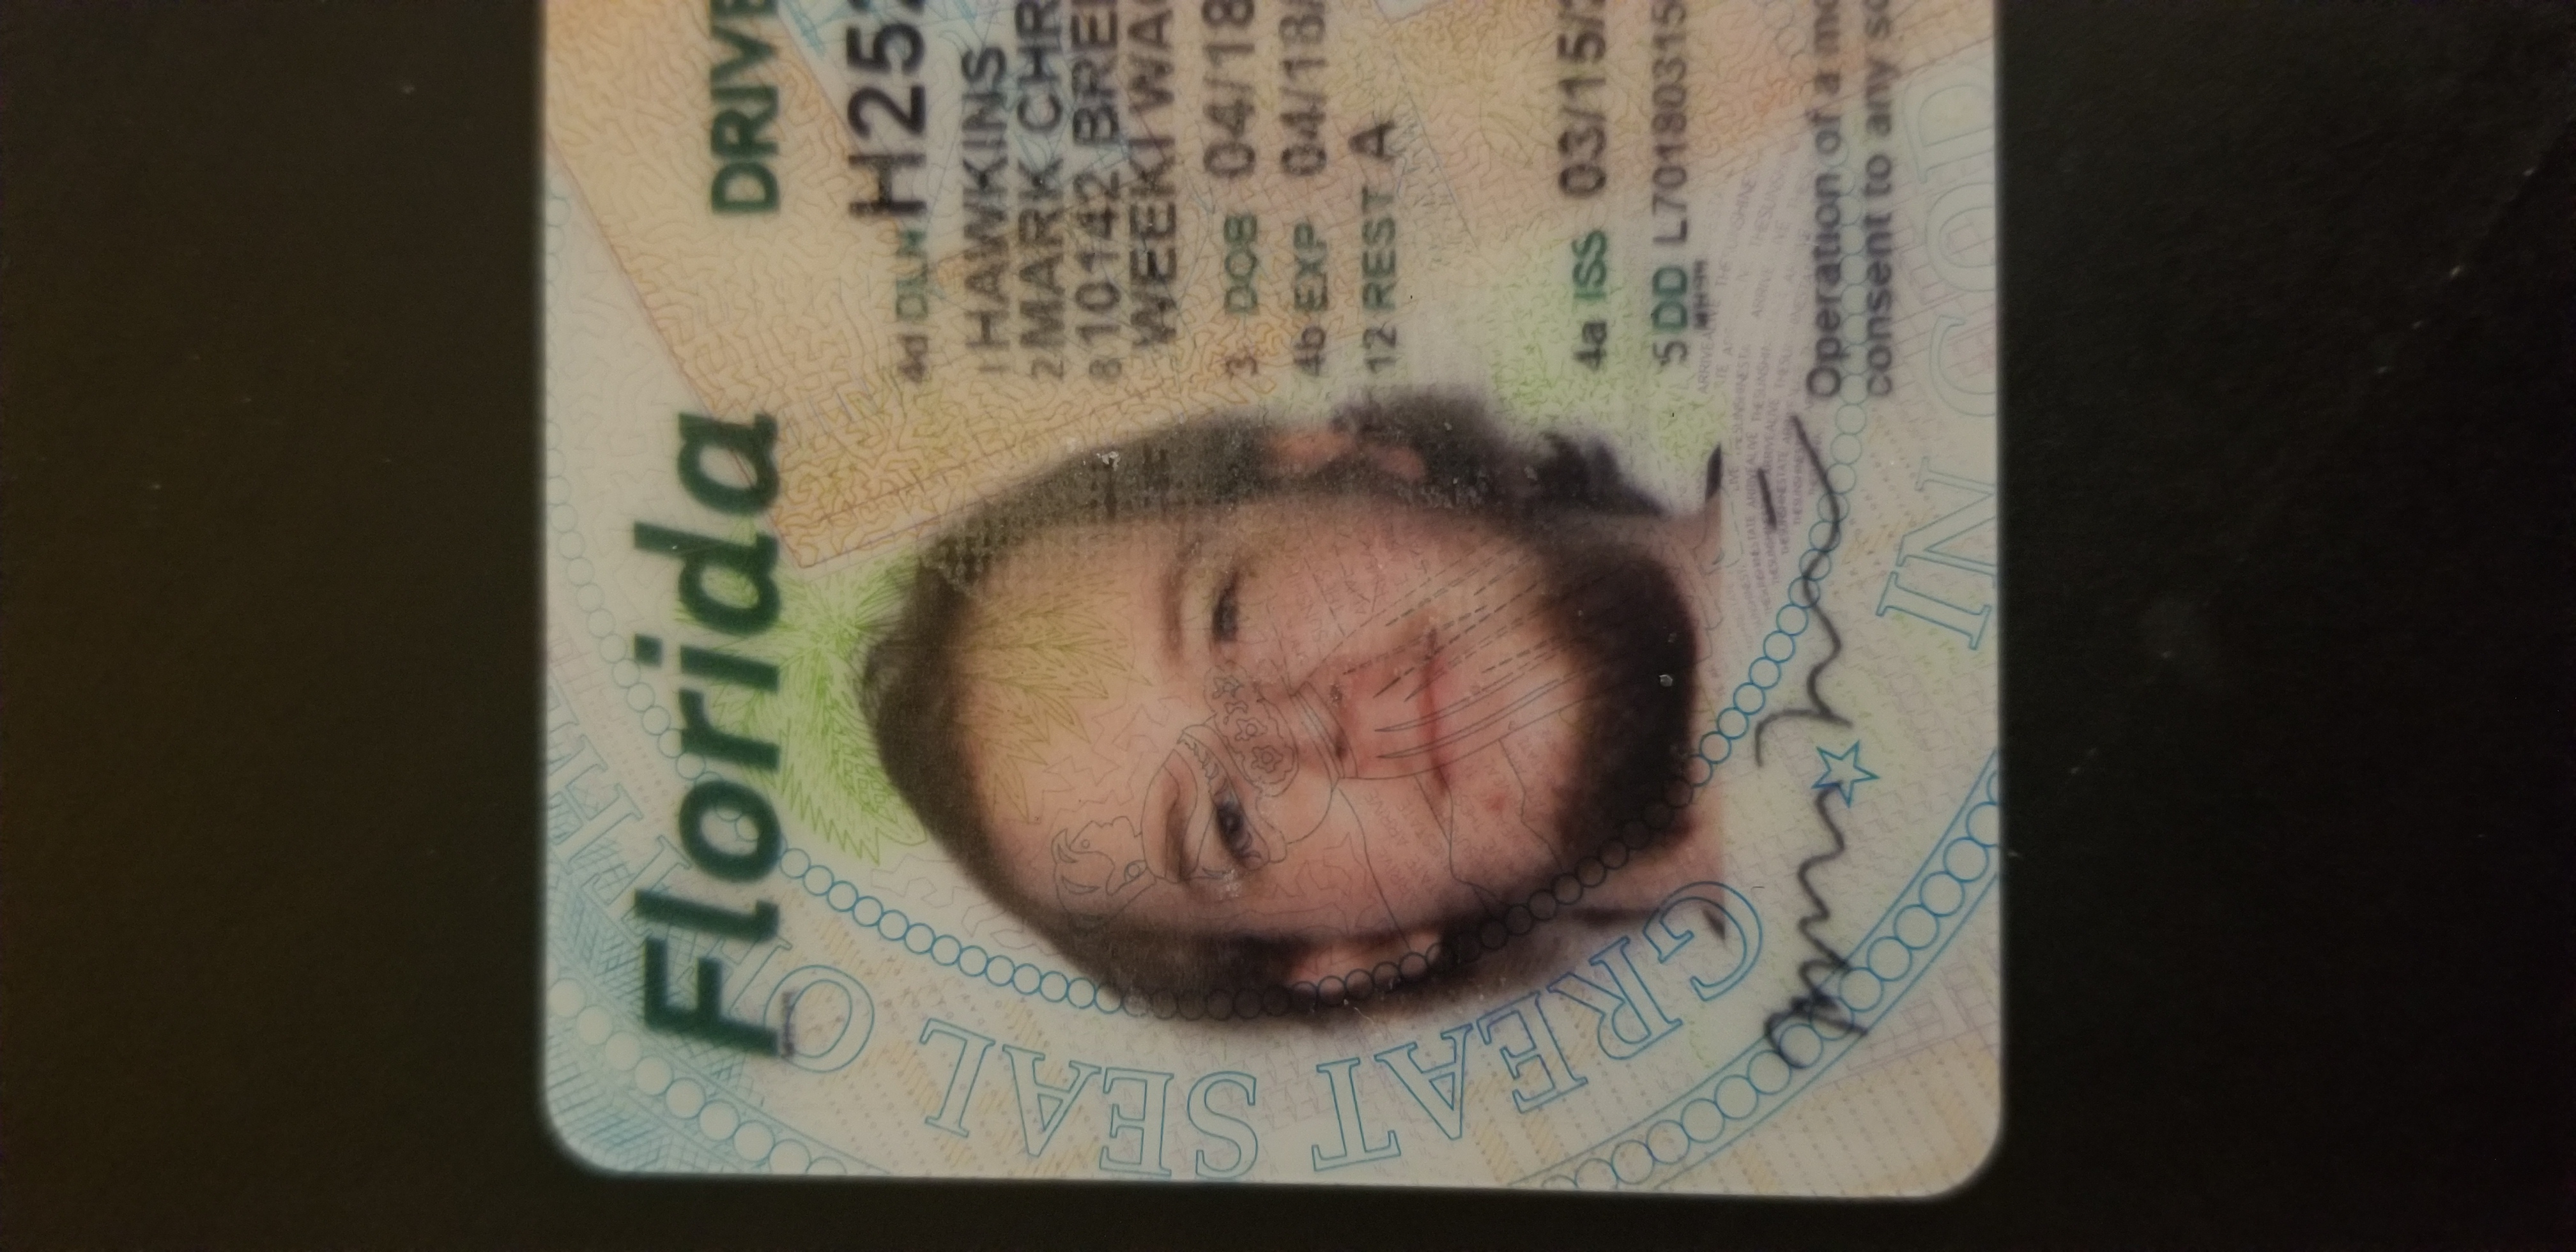 Florida
DRIVE
4d DLN H252
1 HAWKINS
2 MARK CHR
8 10142 BRE
WEEKI WA
3 DOB 04/18
4b EXP 04/18/
12 REST A
4a ISS 03/15/
5 DD L70180315
Operation of a mo
consent to any s
GREAT SEAL OF THE
IN GOD